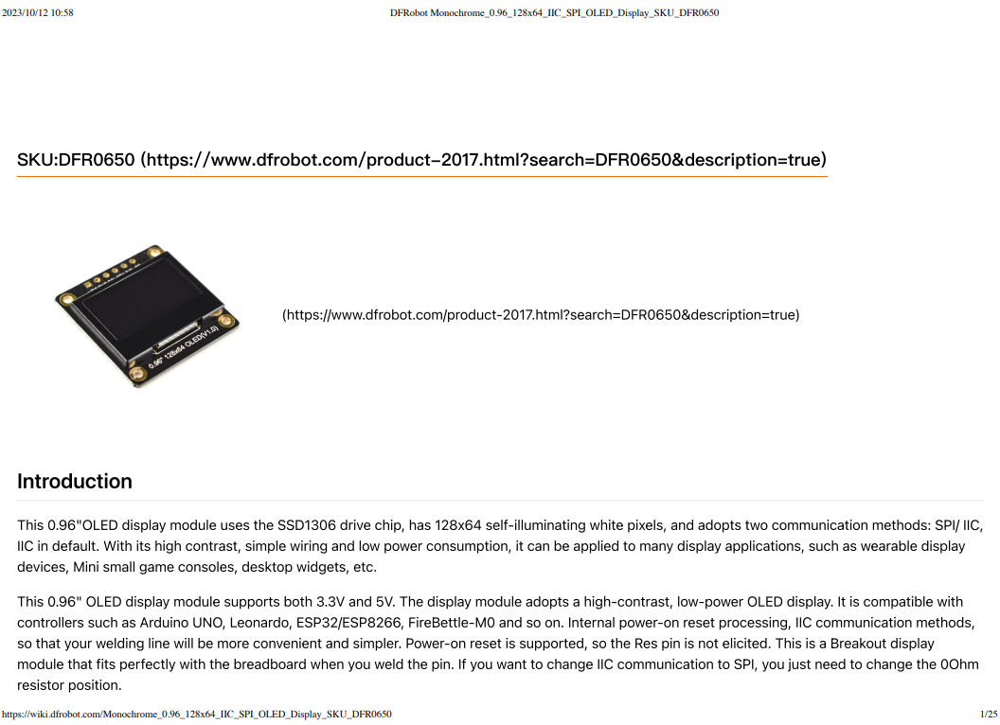 2023/10/12 10:58
DFRobot Monochrome_0.96_128x64_IIC_SPI_OLED_Display_SKU_DFR0650
SKU:DFR0650 (https://www.dfrobot.com/product-2017.html?search=DFR0650&description=true)
0.96" 128x64 OLED(V1.0)
(https://www.dfrobot.com/product-2017.html?search=DFR0650&description=true)
Introduction
This 0.96"OLED display module uses the SSD1306 drive chip, has 128x64 self-illuminating white pixels, and adopts two communication methods: SPI/ IIC,
IIC in default. With its high contrast, simple wiring and low power consumption, it can be applied to many display applications, such as wearable display
devices, Mini small game consoles, desktop widgets, etc.
This 0.96" OLED display module supports both 3.3V and 5V. The display module adopts a high-contrast, low-power OLED display. It is compatible with
controllers such as Arduino UNO, Leonardo, ESP32/ESP8266, FireBettle-M0 and so on. Internal power-on reset processing, IIC communication methods,
so that your welding line will be more convenient and simpler. Power-on reset is supported, so the Res pin is not elicited. This is a Breakout display
module that fits perfectly with the breadboard when you weld the pin. If you want to change IIC communication to SPI, you just need to change the 0Ohm
resistor position.
https://wiki.dfrobot.com/Monochrome_0.96_128x64_IIC_SPI_OLED_Display_SKU_DFR0650
1/25